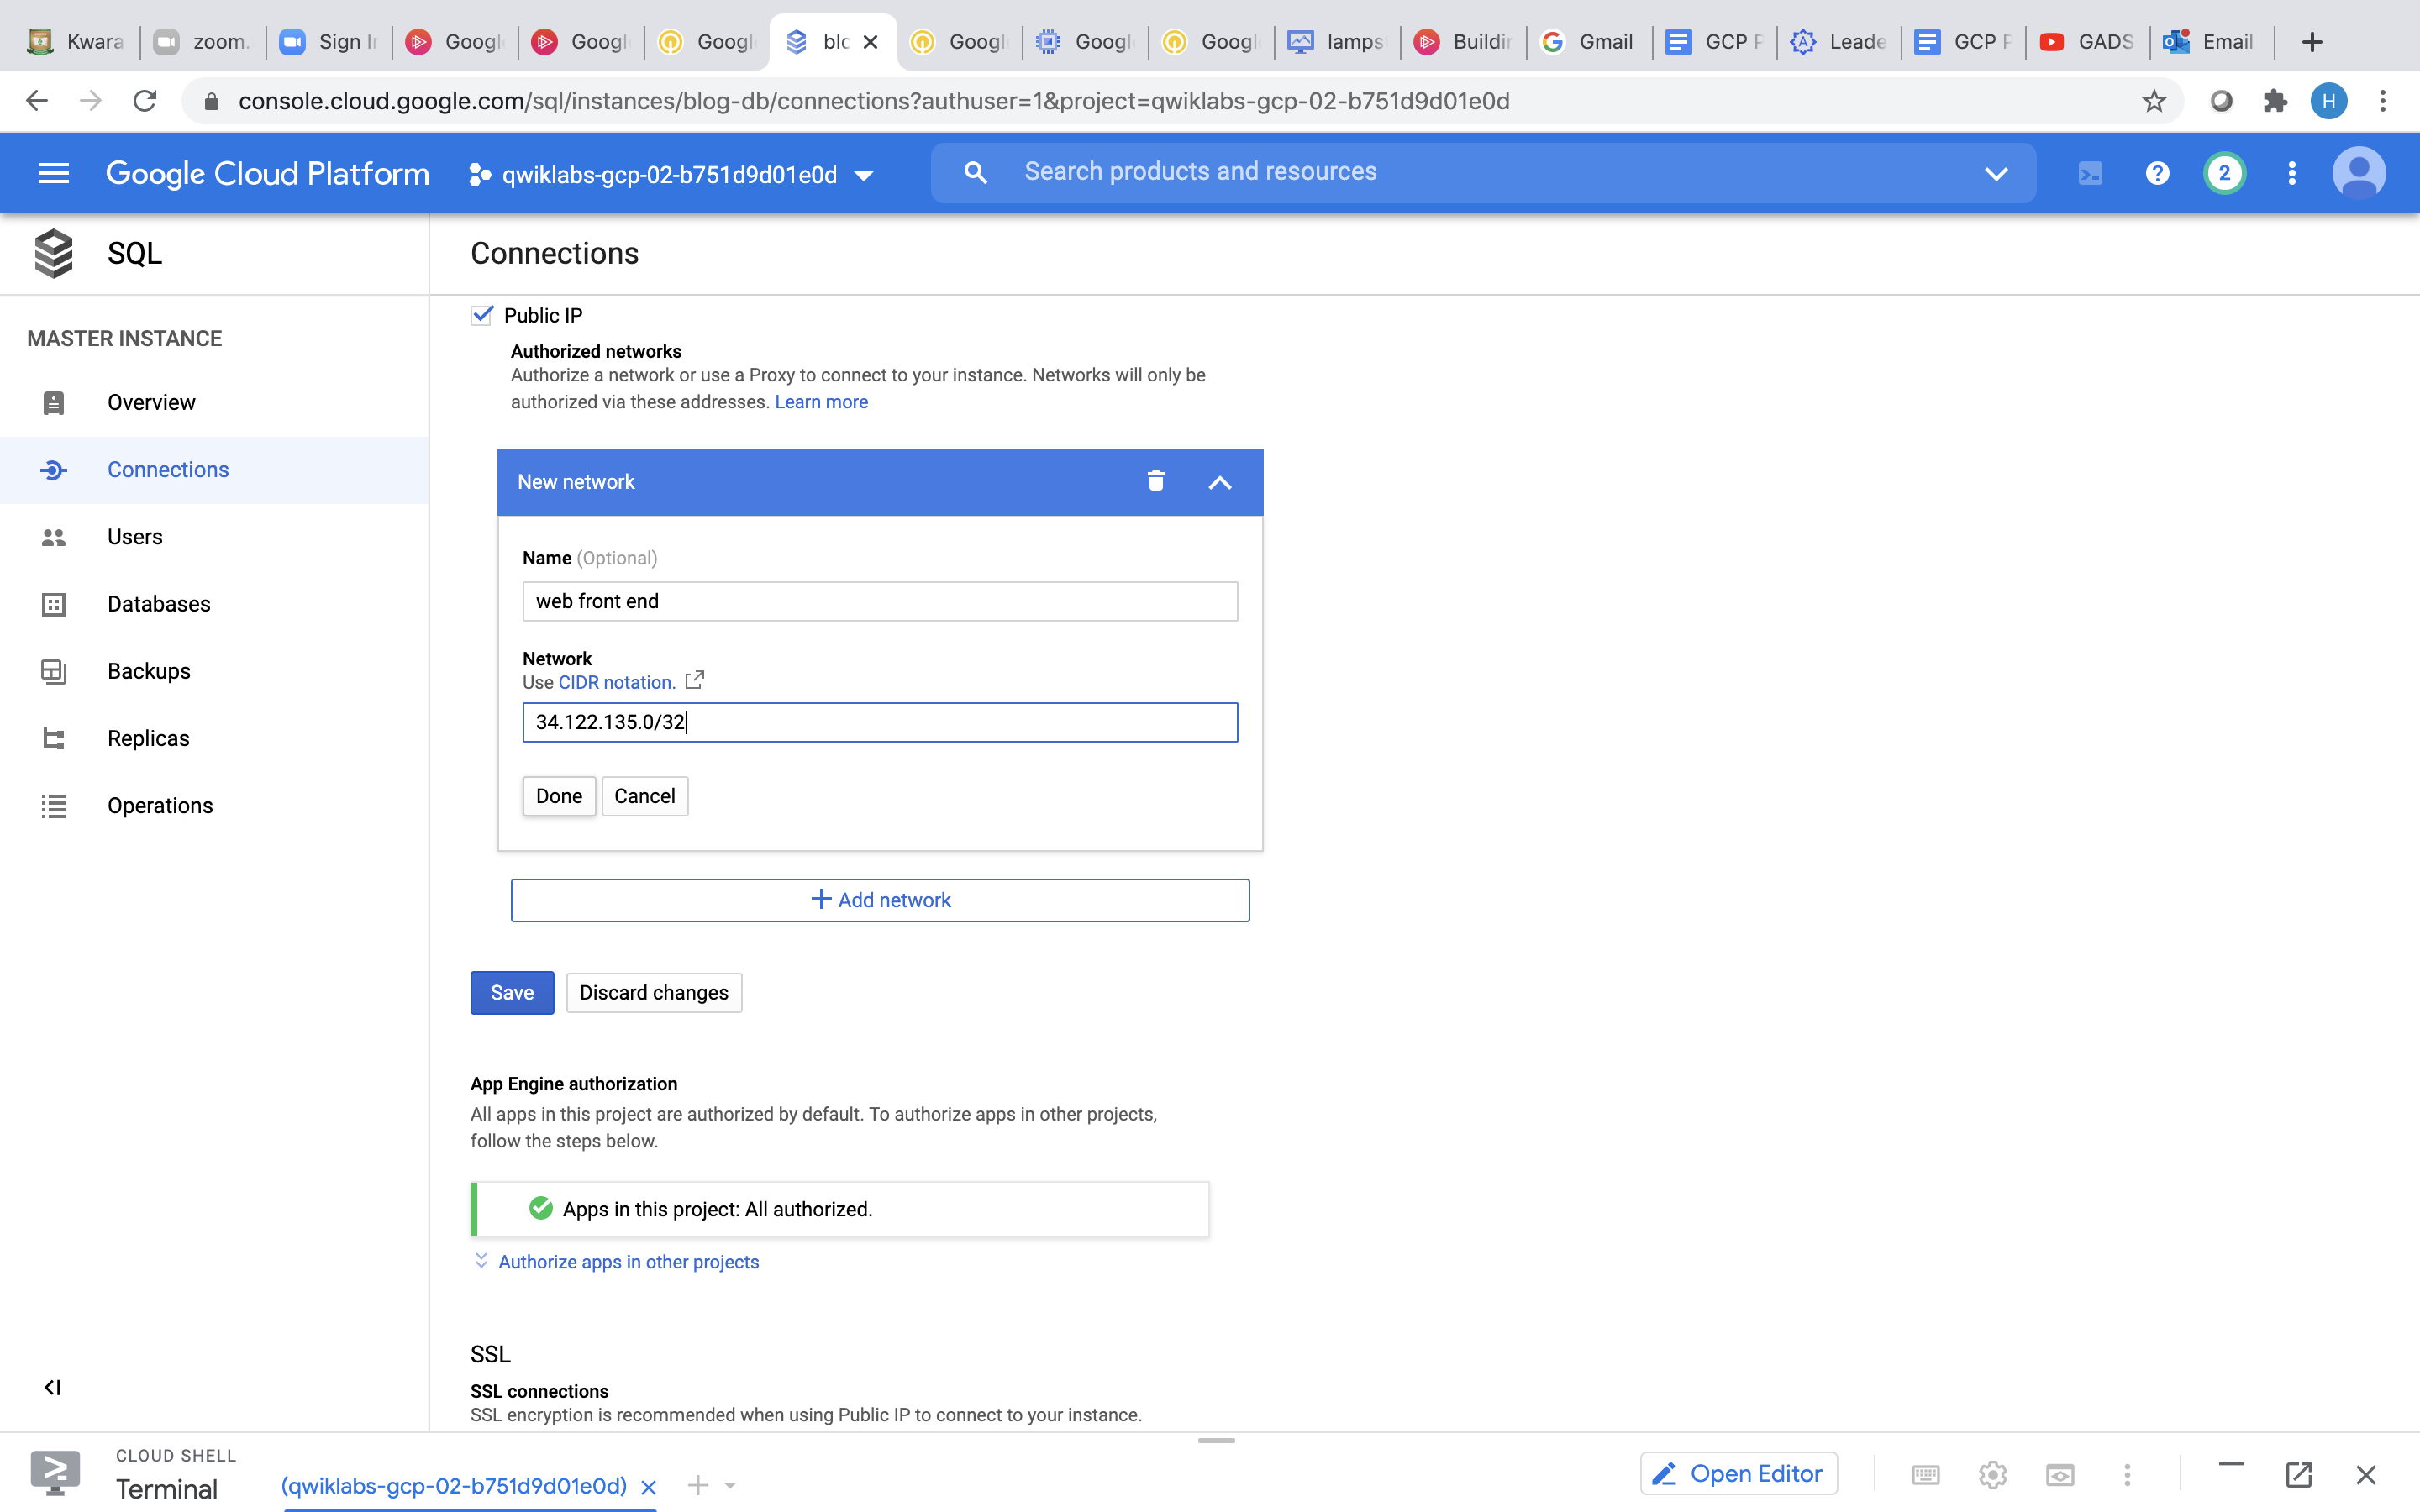 Kwara
zoom.
Sign In
Googl
Googl
Googl
blo
Googl
Googl
Googl
lamps
Buildin
Gmail
GCP P
Leade
GCP P
GADS
Email
console.cloud.google.com/sql/instances/blog-db/connections?authuser=1&project=qwiklabs-gcp-02-b751d9d01e0d
H
Google Cloud Platform
qwiklabs-gcp-02-b751d9d01e0d
Search products and resources
2
SQL
Connections
MASTER INSTANCE
Overview
Connections
Users
Databases
Backups
Replicas
Operations
Public IP
Authorized networks
Authorize a network or use a Proxy to connect to your instance. Networks will only be
authorized via these addresses. Learn more
New network
Name (Optional)
web front end
Network
Use CIDR notation.
34.122.135.0/32
Done Cancel
Add network
Save Discard changes
App Engine authorization
All apps in this project are authorized by default. To authorize apps in other projects,
follow the steps below.
Apps in this project: All authorized.
Authorize apps in other projects
SSL
SSL connections
SSL encryption is recommended when using Public IP to connect to your instance.
CLOUD SHELL
Terminal
(qwiklabs-gcp-02-b751d9d01e0d)
Open Editor